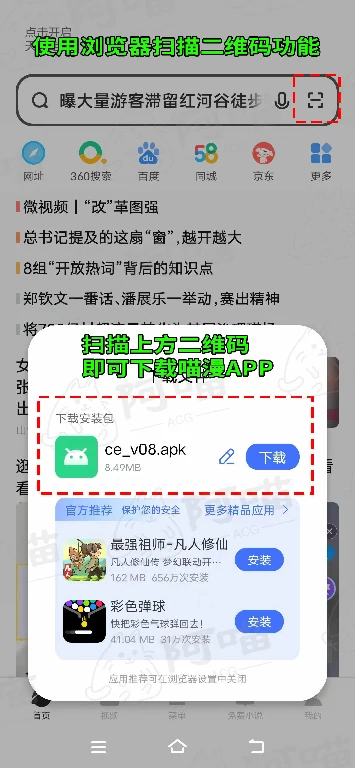 点击开启
使用浏览器扫描二维码功能
曝大量游客滞留红河谷徒步
网址 360搜索 百度 同城 京东 更多
微视频丨“改”革图强
总书记提及的这扇“窗”,越开越大
8组“开放热词”背后的知识点
郑钦文一番话、潘展乐一举动,赛出精神
扫描上方二维码
即可下载喵漫APP
下载文件
下载安装包
ce_v08.apk
8.49MB
下载
官方推荐 保护您的安全 更多精品应用 >
最强祖师-凡人修仙
凡人修仙传 梦幻联动开…
162 MB 656万次安装
安装
彩色弹球
快把彩色气球弹回去!
41.04 MB 31万次安装
安装
应用推荐可在浏览器设置中关闭
首页 视频 菜单 免费小说 我的
阿喵
ACG